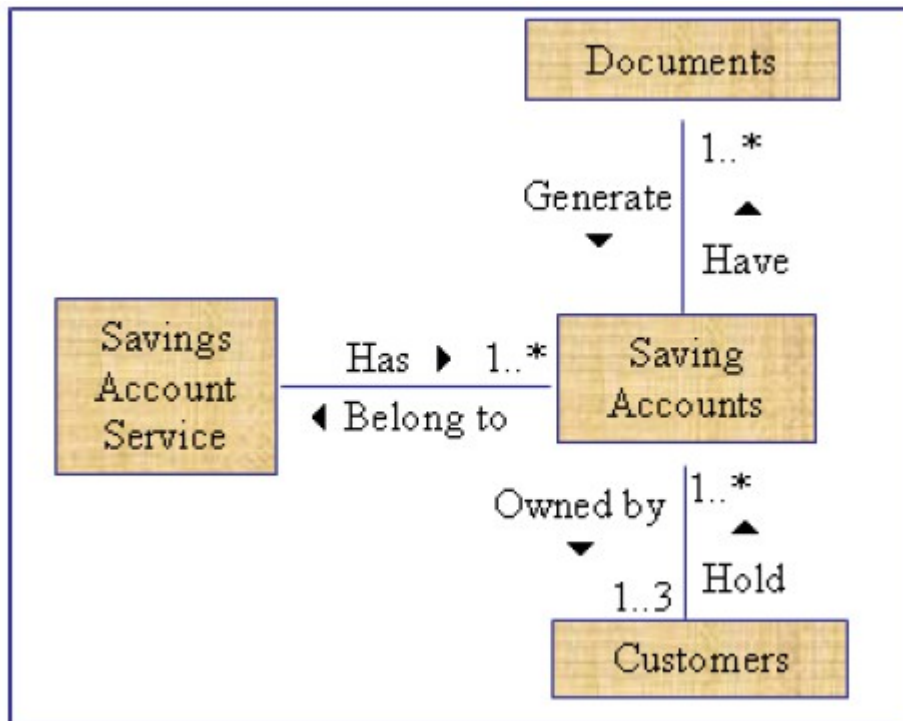 Documents
1..*
Generate
Have
Savings
Account
Service
Has
1..*
Belong to
Saving
Accounts
Owned by
1..*
Hold
1..3
Customers